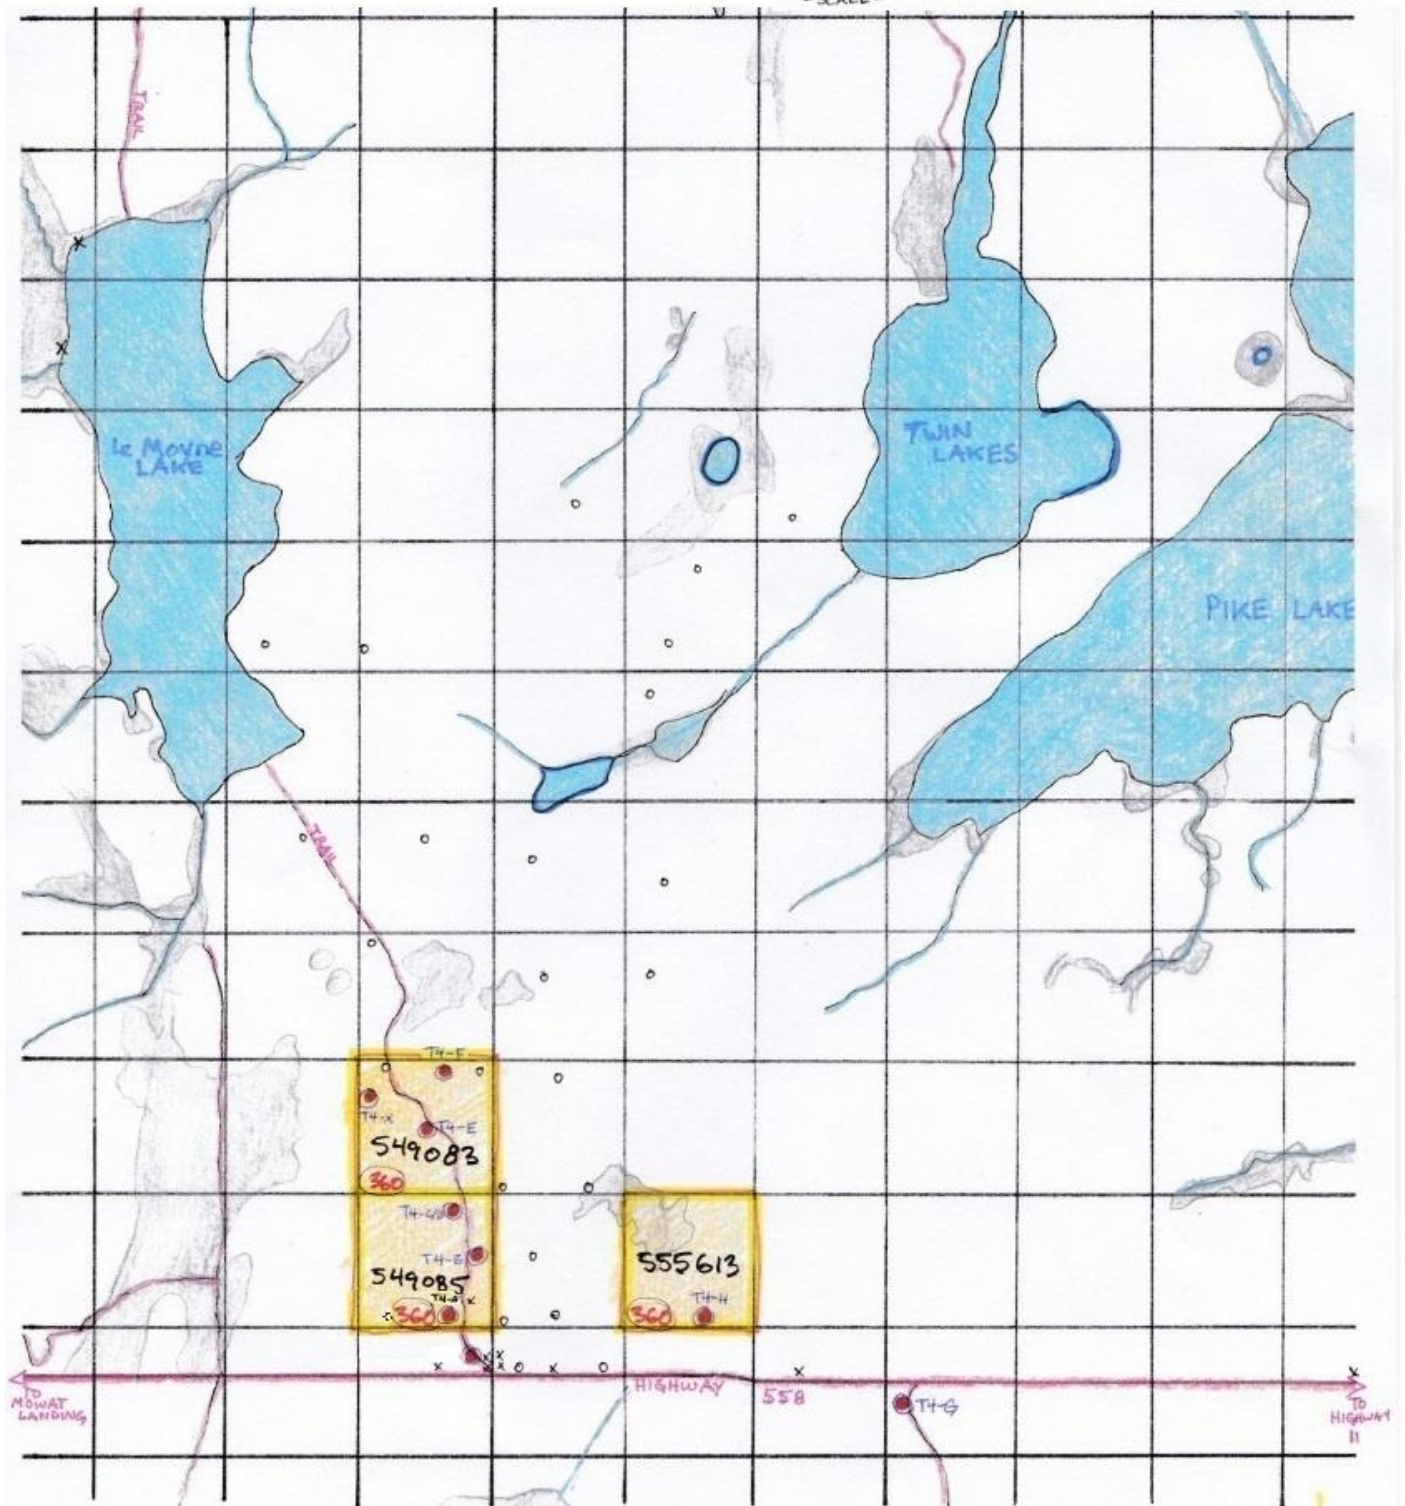 SCALE
TRAIL
Le Moyne
LAKE
TWIN
LAKES
PIKE LAKE
TRAIL
T4-F
T4-X
T4-E
549083
360
T4-B
549085
T4-A
360
555613
360
T4-H
HIGHWAY
558
TO
MOWAT
LANDING
T4-G
TO
HIGHWAY
11